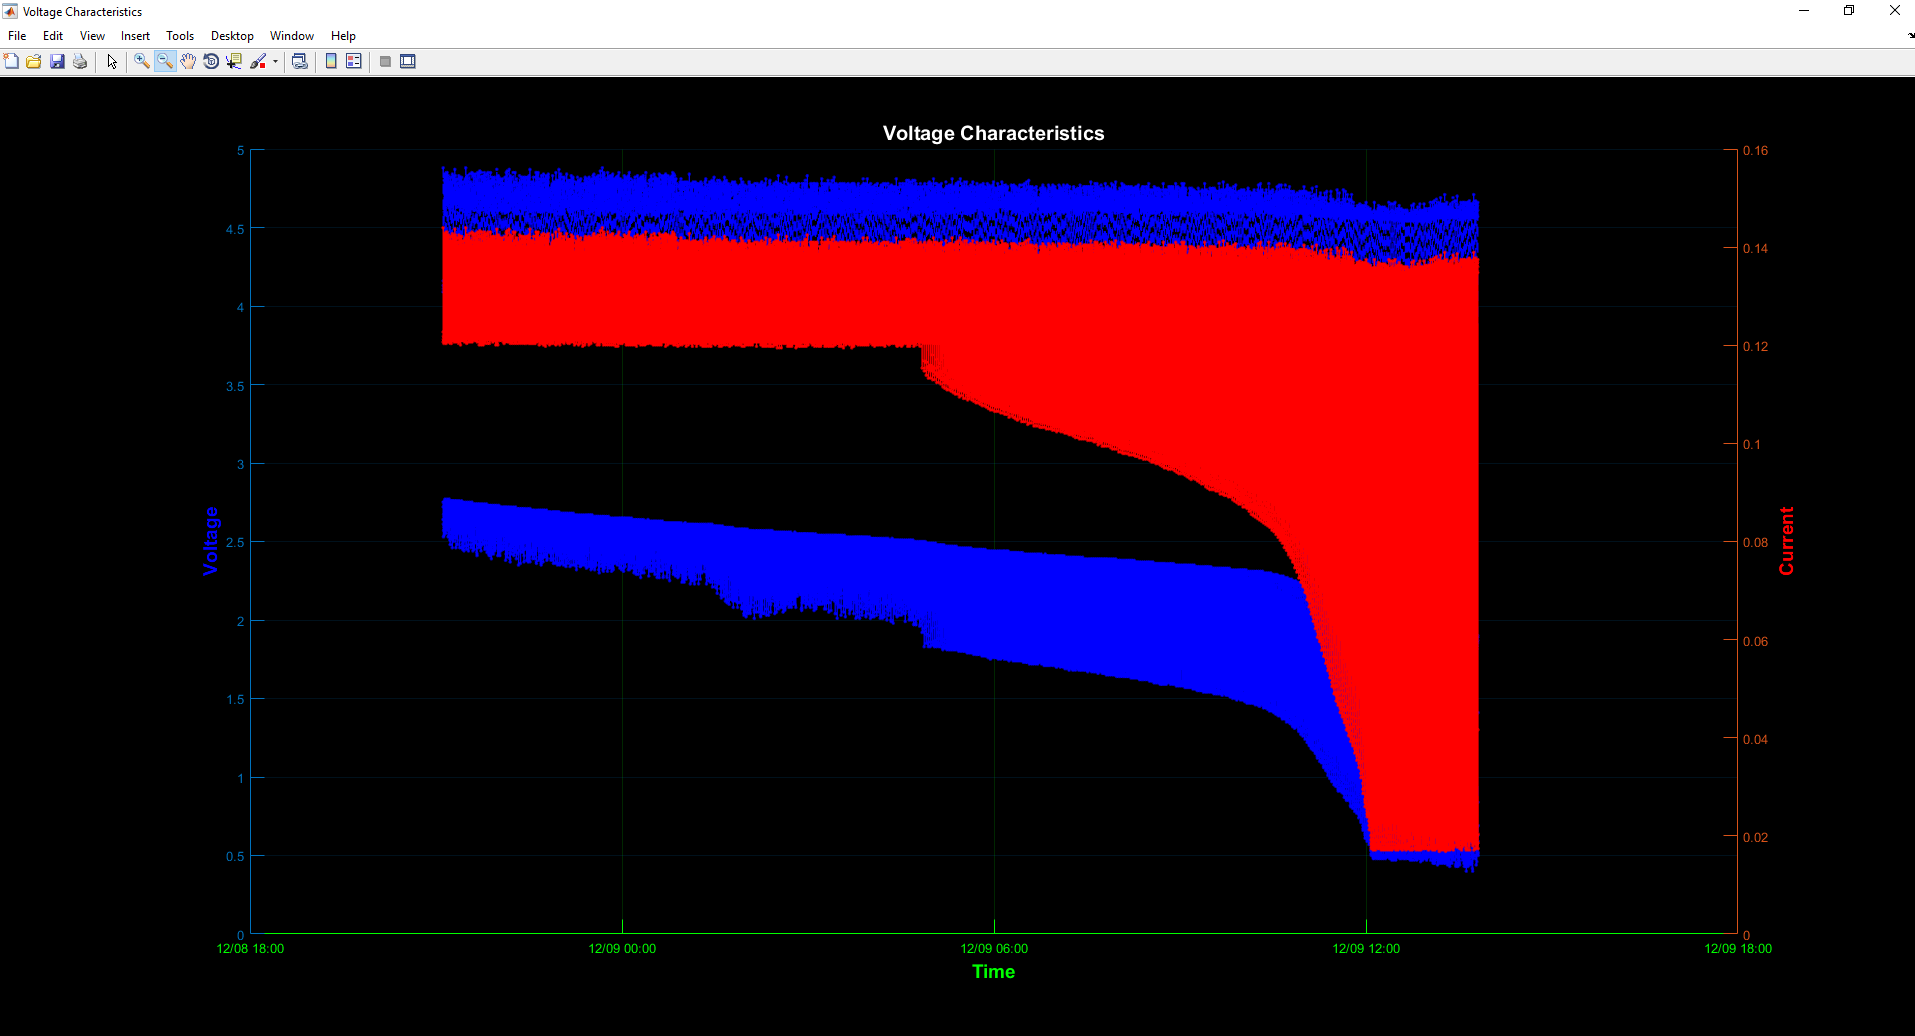 Voltage Characteristics
File Edit View Insert Tools Desktop Window Help
Voltage Characteristics
5
4.5
4
3.5
3
2.5
2
1.5
1
0.5
0
Voltage
0.16
0.14
0.12
0.1
0.08
0.06
0.04
0.02
0
Current
12/08 18:00 12/09 00:00 12/09 06:00 12/09 12:00 12/09 18:00
Time